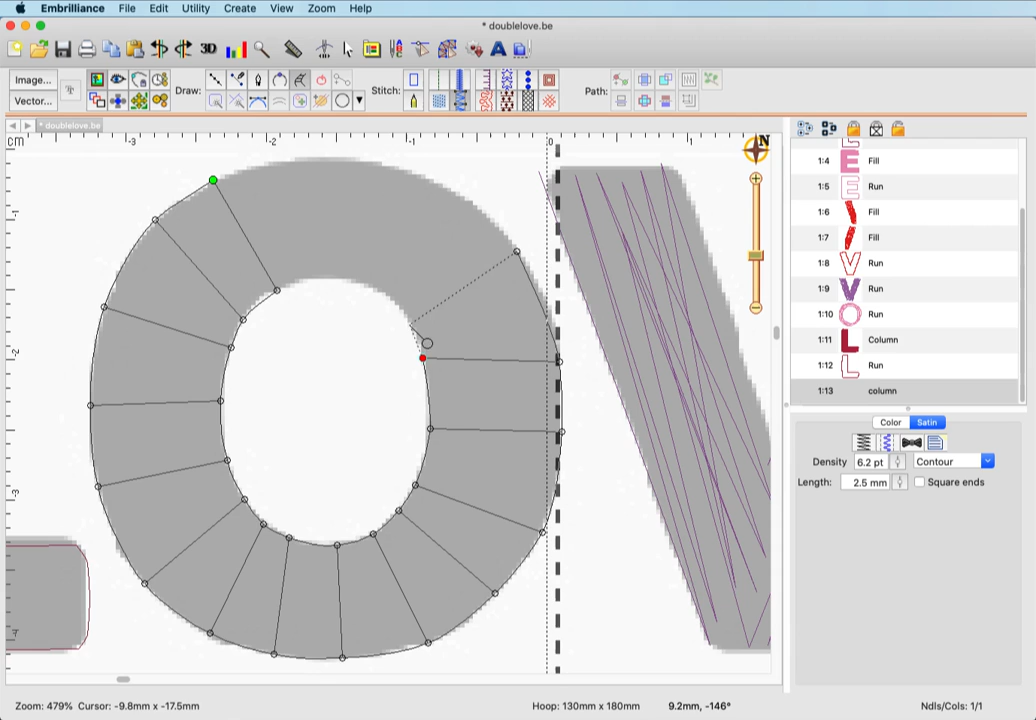 Embrilliance File Edit Utility Create View Zoom Help
* doublelove.be
3D A
Image... Draw: Stitch: Path:
Vector...
* doublelove.be
cm -3 -2 -1 0 1
N
-1
-2
-3
1:4 Fill
1:5 Run
1:6 Fill
1:7 Fill
1:8 Run
1:9 Run
1:10 Run
1:11 Column
1:12 Run
1:13 column
Color Satin
Density 6.2 pt Contour
Length: 2.5 mm Square ends
Zoom: 479% Cursor: -9.8mm x -17.5mm Hoop: 130mm x 180mm 9.2mm, -146° Ndls/Cols: 1/1